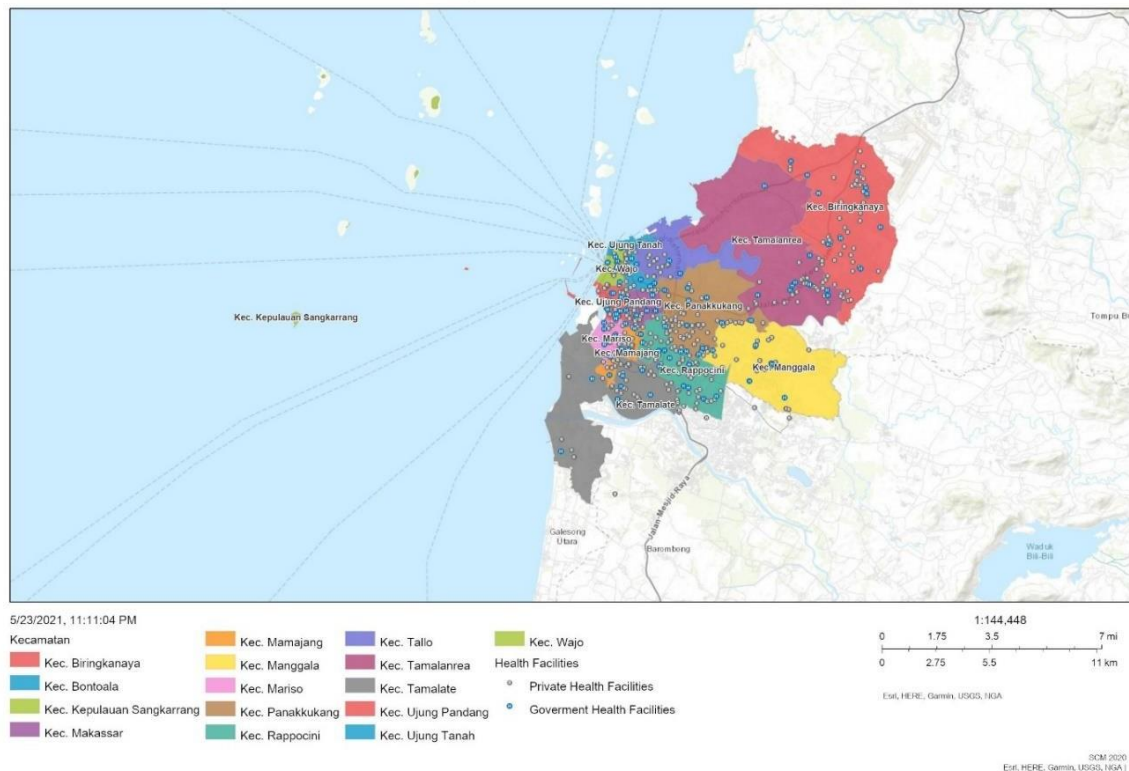 Kec. Biringkanaya
Kec. Tamalanrea
Kec. Ujung Tanah
Kec. Wajo
Kec. Ujung Pandang
Kec. Panakkukang
Kec. Kepulauan Sangkarrang
Tompu B
Kec. Mariso
Kec. Mamajang
Kec. Rappocini
Kec. Manggala
Kec. Tamalate
Jalan Mesjid Raya
Galesong
Utara
Barombong
Waduk
Bili-Bili
5/23/2021, 11:11:04 PM
Kecamatan
Kec. Biringkanaya
Kec. Bontoala
Kec. Kepulauan Sangkarrang
Kec. Makassar
Kec. Mamajang
Kec. Manggala
Kec. Mariso
Kec. Panakkukang
Kec. Rappocini
Kec. Tallo
Kec. Tamalanrea
Kec. Tamalate
Kec. Ujung Pandang
Kec. Ujung Tanah
Kec. Wajo
Health Facilities
Private Health Facilities
Goverment Health Facilities
1:144,448
0 1.75 3.5 7 mi
0 2.75 5.5 11 km
Esri, HERE, Garmin, USGS, NGA
SCM 2020
Esri, HERE, Garmin, USGS, NGA |